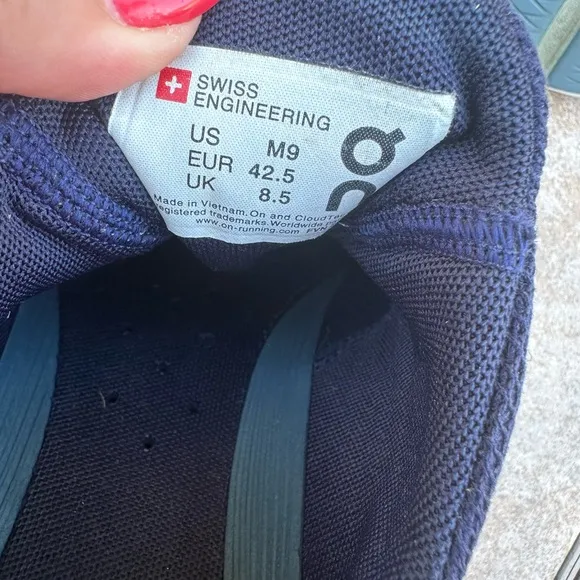 SWISS
ENGINEERING
US M9
EUR 42.5
UK 8.5
Made in Vietnam. On and CloudTe
registered trademarks. Worldwide
www.on-running.com